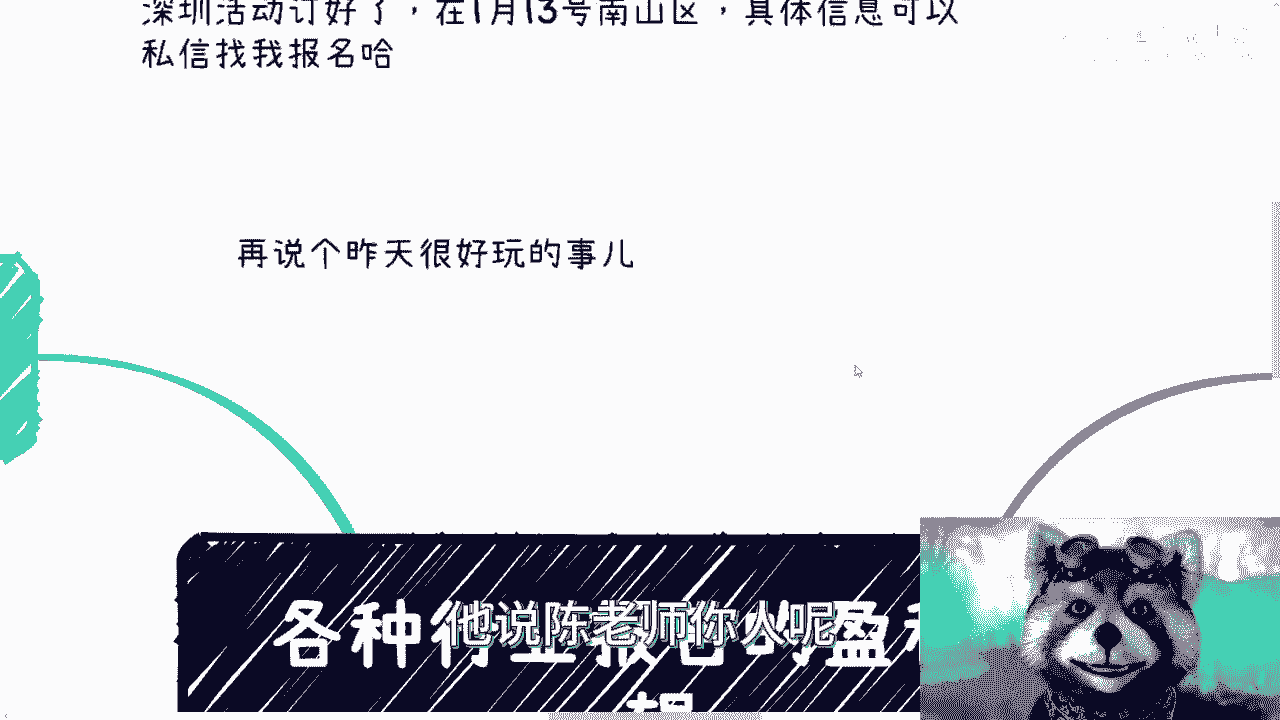 深圳活动订好了，在1月13号南山区，具体信息可以
私信找我报名哈
再说个昨天很好玩的事儿
各种行业报告的盈
他说陈老师你人呢